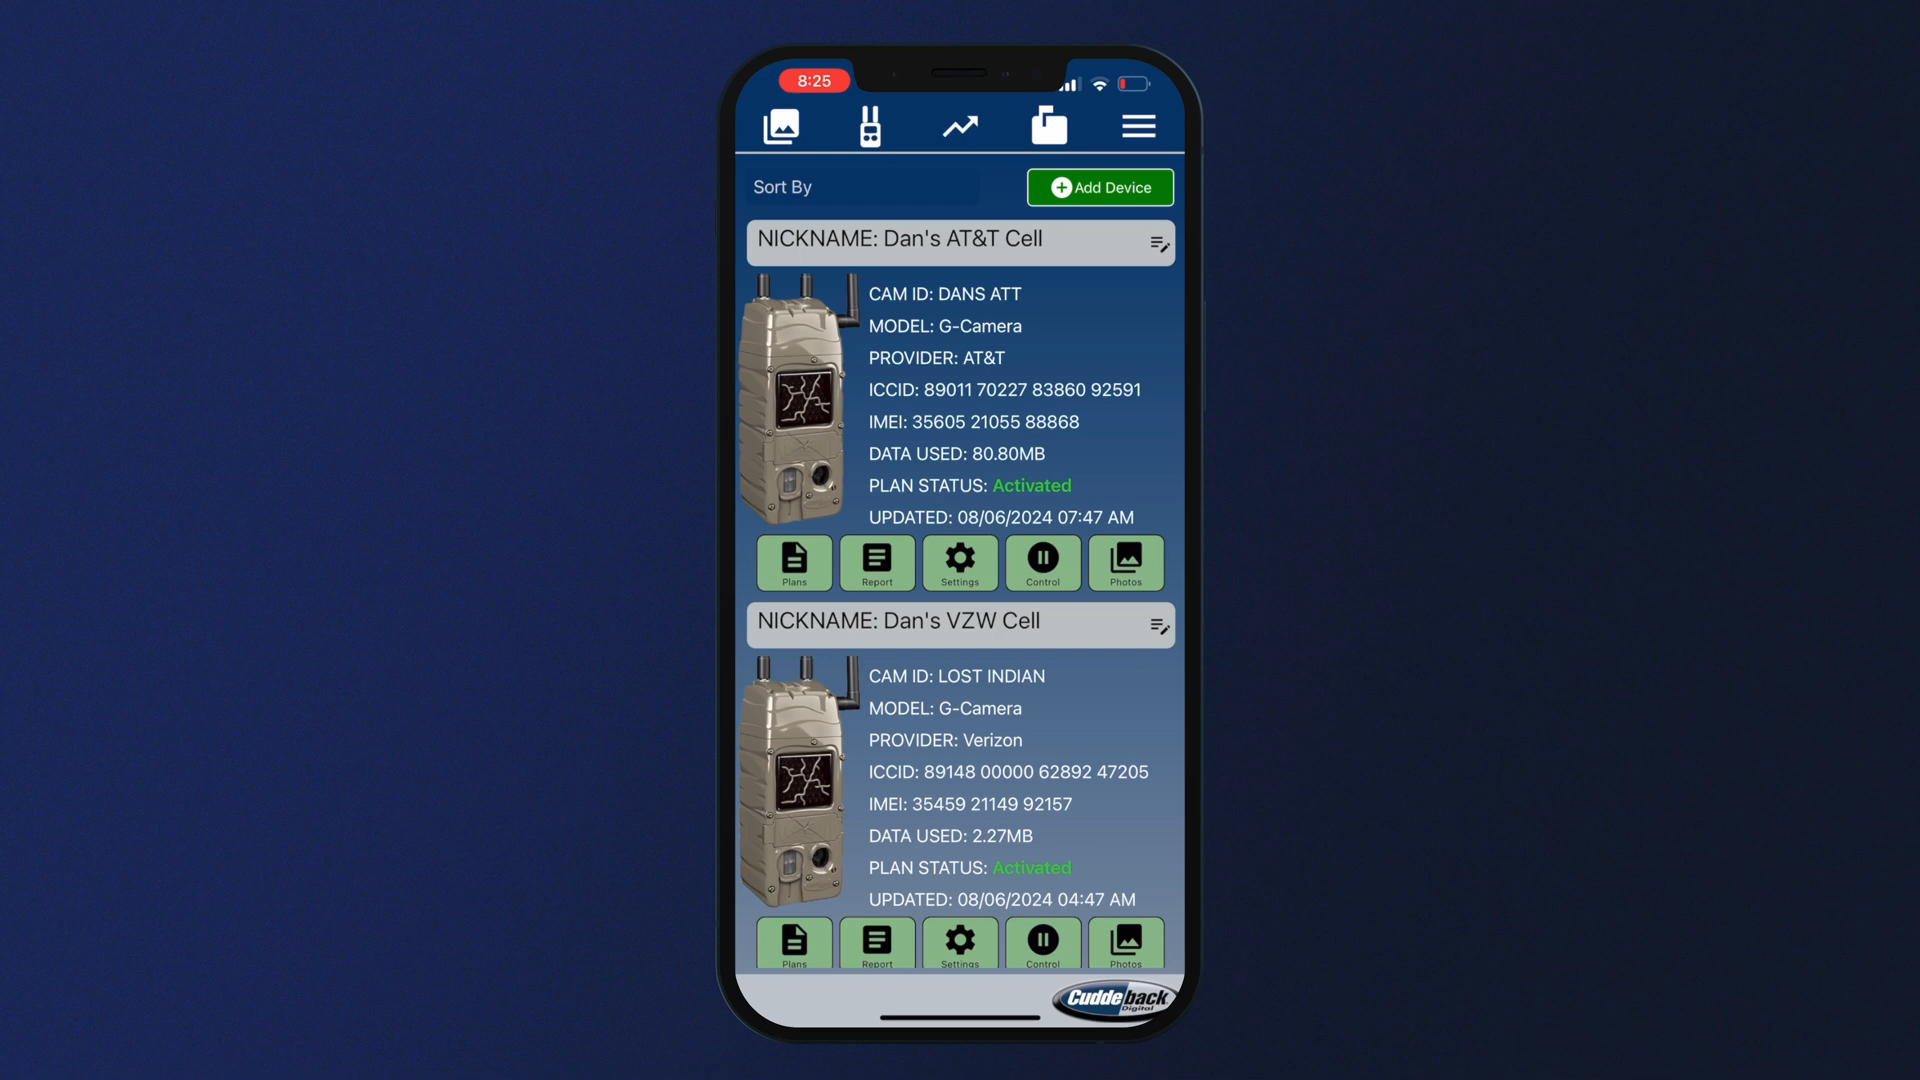 8:25
Sort By
Add Device
NICKNAME: Dan's AT&T Cell
CAM ID: DANS ATT
MODEL: G-Camera
PROVIDER: AT&T
ICCID: 89011 70227 83860 92591
IMEI: 35605 21055 88868
DATA USED: 80.80MB
PLAN STATUS: Activated
UPDATED: 08/06/2024 07:47 AM
Plans Report Settings Control Photos
NICKNAME: Dan's VZW Cell
CAM ID: LOST INDIAN
MODEL: G-Camera
PROVIDER: Verizon
ICCID: 89148 00000 62892 47205
IMEI: 35459 21149 92157
DATA USED: 2.27MB
PLAN STATUS: Activated
UPDATED: 08/06/2024 04:47 AM
Plans Report Settings Control Photos
Cuddeback
Digital